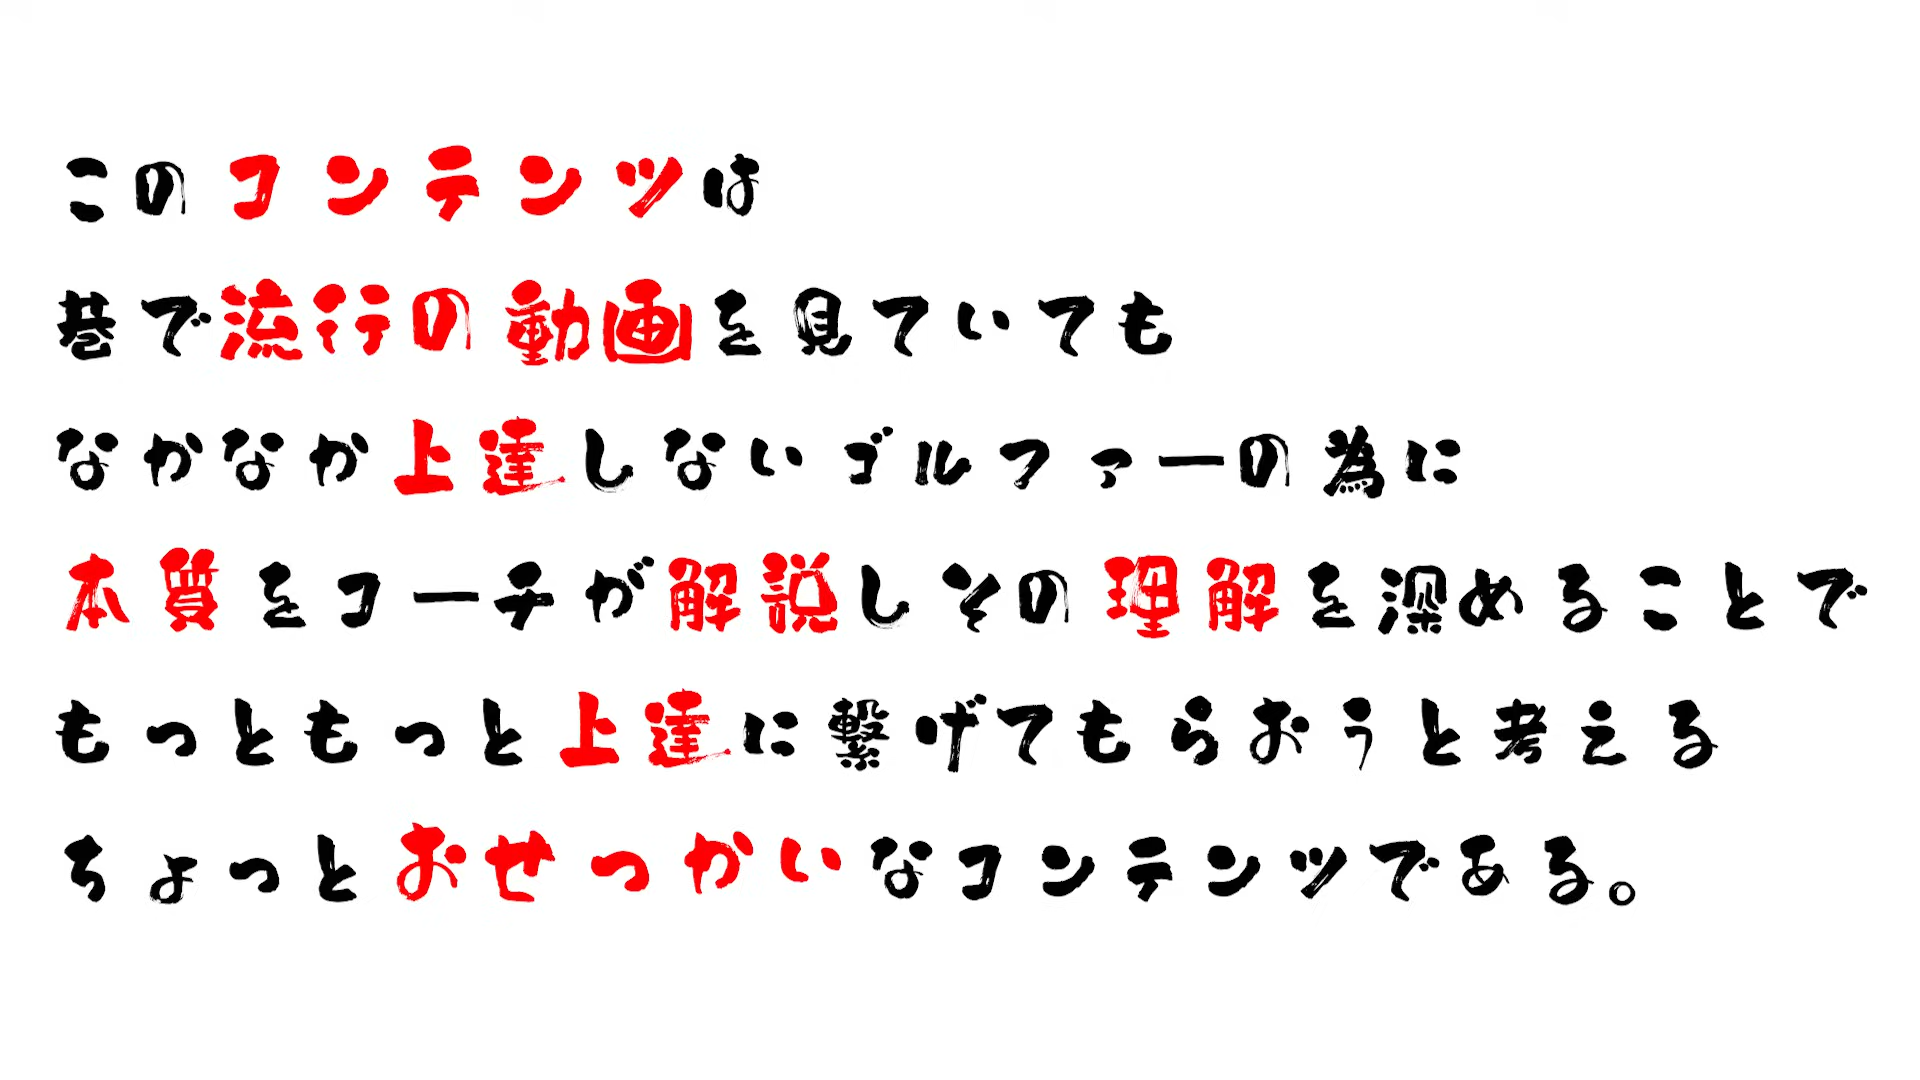 このコンテンツは
巷で流行の動画を見ていても
なかなか上達しないゴルファーの為に
本質をコーチが解説しその理解を深めることで
もっともっと上達に繋げてもらおうと考える
ちょっとおせっかいなコンテンツである。